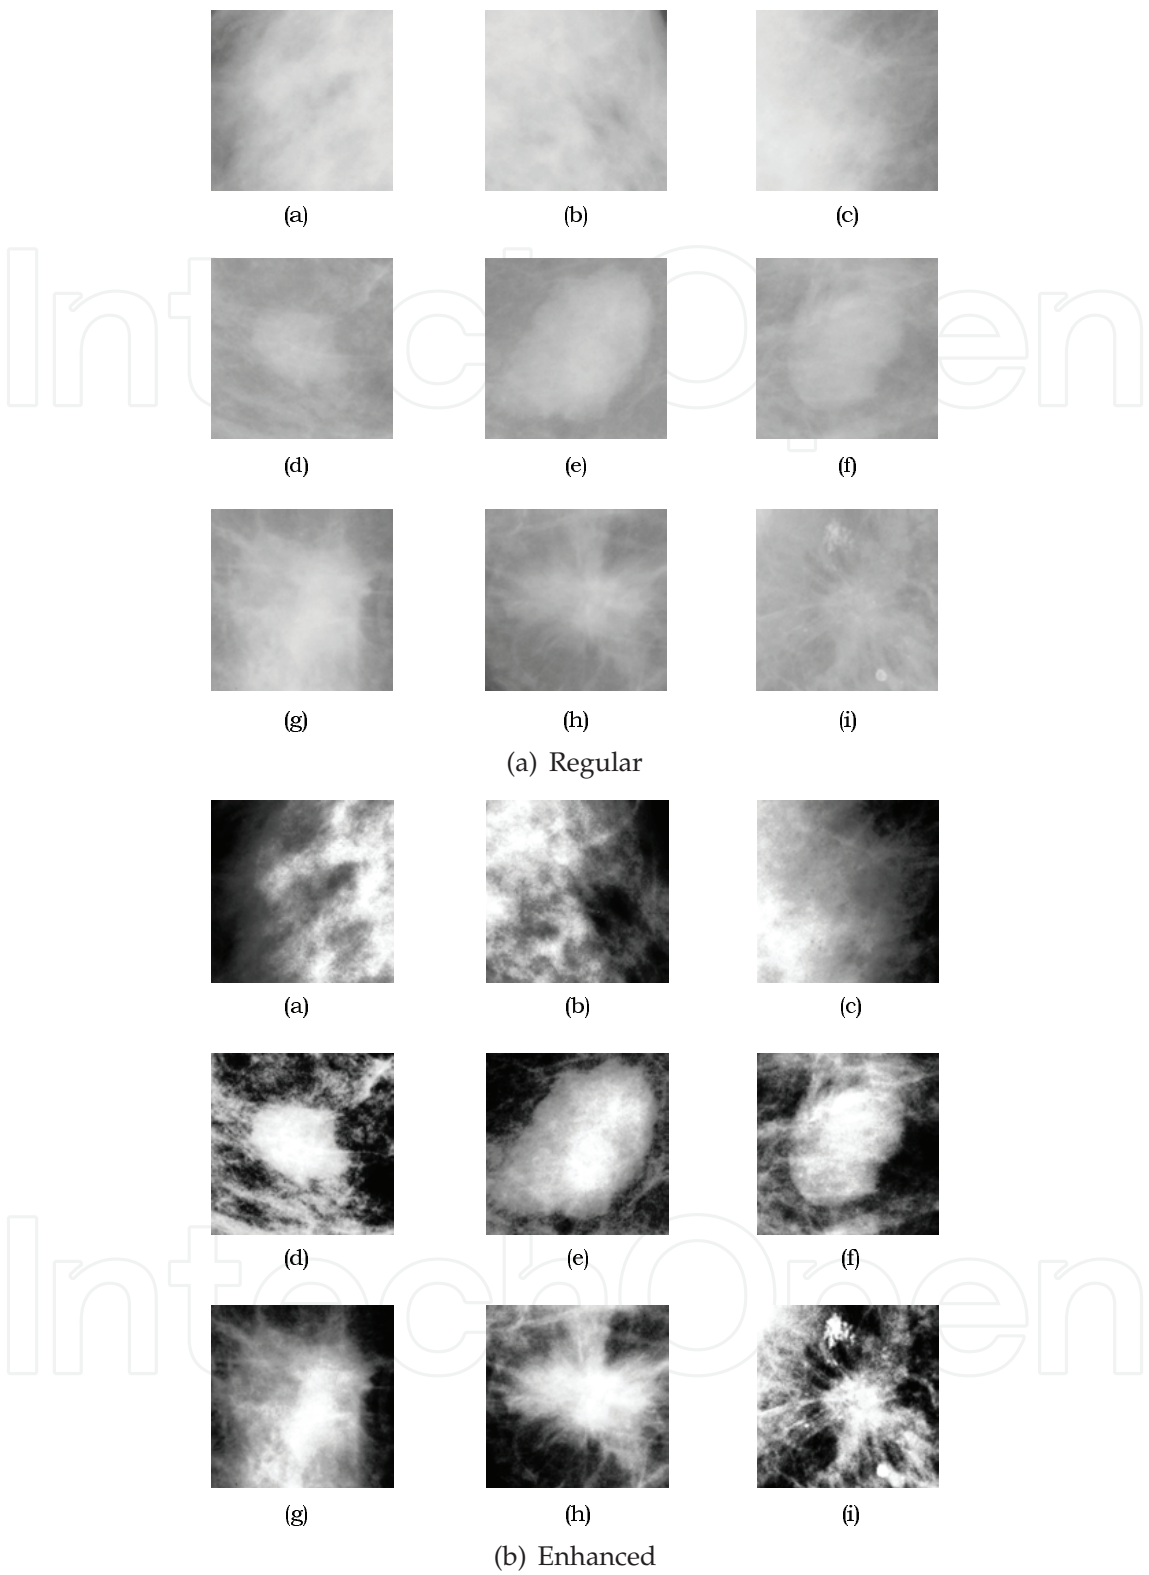 (a) (b) (c)
IntechOpen
(d) (e) (f)
(g) (h) (i)
(a) Regular
(a) (b) (c)
(d) (e) (f)
IntechOpen
(g) (h) (i)
(b) Enhanced